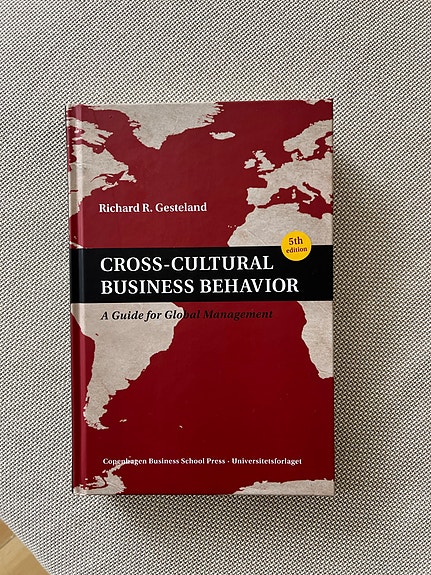 Richard R. Gesteland
5th
edition
CROSS-CULTURAL
BUSINESS BEHAVIOR
A Guide for Global Management
Copenhagen Business School Press · Universitetsforlaget